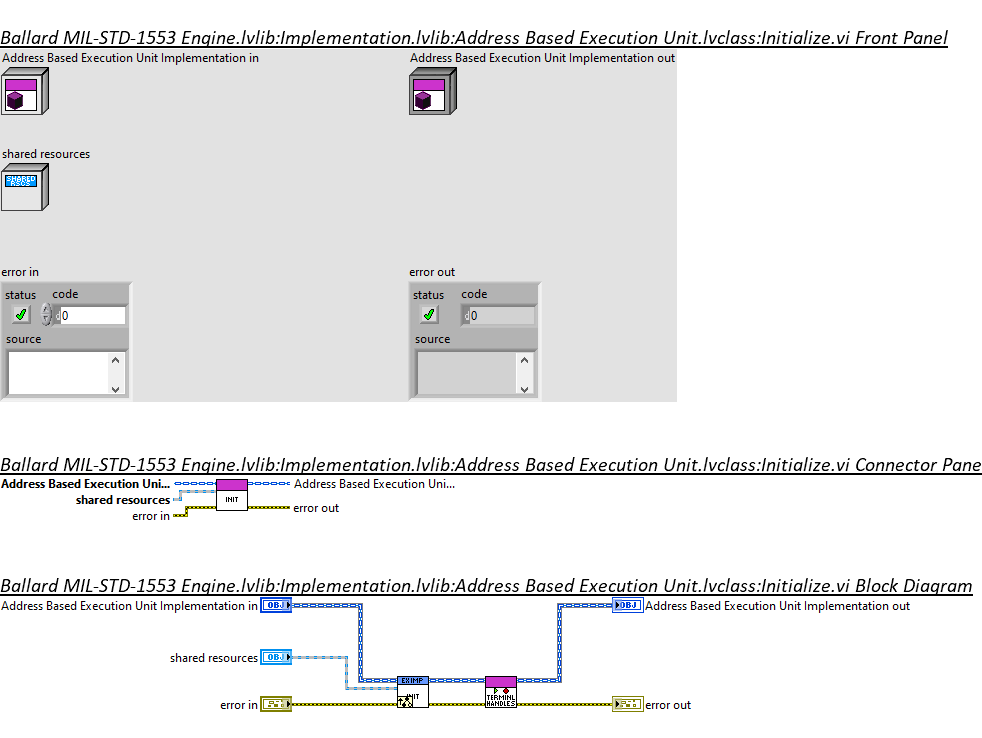 Ballard MIL-STD-1553 Engine.lvlib:Implementation.lvlib:Address Based Execution Unit.lvclass:Initialize.vi Front Panel
Address Based Execution Unit Implementation in
Address Based Execution Unit Implementation out
shared resources
SHARED
RSCS
error in
error out
status code
status code
d 0
d 0
source
source
Ballard MIL-STD-1553 Engine.lvlib:Implementation.lvlib:Address Based Execution Unit.lvclass:Initialize.vi Connector Pane
Address Based Execution Uni...
Address Based Execution Uni...
shared resources
INIT
error in
error out
Ballard MIL-STD-1553 Engine.lvlib:Implementation.lvlib:Address Based Execution Unit.lvclass:Initialize.vi Block Diagram
Address Based Execution Unit Implementation in
OBJ
OBJ
Address Based Execution Unit Implementation out
shared resources
OBJ
EXIMP
INIT
TERMINL
HANDLES
error in
error out